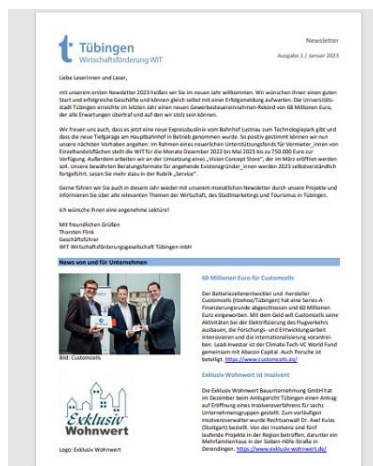 Newsletter
Tübingen
Wirtschaftsförderung WIT
Ausgabe 1 / Januar 2023
Liebe Leserinnen und Leser,
mit unserem ersten Newsletter 2023 heißen wir Sie im neuen Jahr willkommen. Wir wünschen Ihnen einen guten
Start und erfolgreiche Geschäfte und können gleich selbst mit einer Erfolgsmeldung aufwarten: Die Universitäts-
stadt Tübingen erreichte im letzten Jahr einen neuen Gewerbesteuereinnahmen-Rekord von 68 Millionen Euro,
der alle Erwartungen übertraf und auf den wir stolz sein können.
Wir freuen uns auch, dass es jetzt eine neue Expressbuslinie vom Bahnhof Lustnau zum Technologiepark gibt und
dass die neue Tiefgarage am Hauptbahnhof in Betrieb genommen wurde. So positiv gestimmt können wir nun
unsere nächsten Vorhaben angehen: Im Rahmen eines neuerlichen Unterstützungsfonds für Vermieter_innen von
Einzelhandelsflächen stellt die WIT für die Monate Dezember 2022 bis Mai 2023 bis zu 750.000 Euro zur
Verfügung. Außerdem arbeiten wir an der Umsetzung eines „Vision Concept Store“, der im März eröffnet werden
soll. Unsere bewährten Beratungsformate für angehende Existenzgründer_innen werden 2023 selbstverständlich
fortgeführt. Lesen Sie mehr dazu in der Rubrik „Service“.
Gerne führen wir Sie auch in diesem Jahr wieder mit unserem monatlichen Newsletter durch unsere Projekte und
informieren Sie über alle relevanten Themen der Wirtschaft, des Stadtmarketings und Tourismus in Tübingen.
Ich wünsche Ihnen eine angenehme Lektüre!
Mit freundlichen Grüßen
Thorsten Flink
Geschäftsführer
WIT Wirtschaftsförderungsgesellschaft Tübingen mbH
News von und für Unternehmen
60 Millionen Euro für Customcells
Der Batteriezellenentwickler und -hersteller
Customcells (Itzehoe/Tübingen) hat eine Series-A-
Finanzierungsrunde abgeschlossen und 60 Millionen
Euro eingeworben. Mit dem Geld will Customcells seine
Aktivitäten bei der Elektrifizierung des Flugverkehrs
ausbauen, die Forschungs- und Entwicklungsarbeit
intensivieren und die Internationalisierung vorantrei-
ben. Lead-Investor ist der Climate-Tech-VC World Fund
gemeinsam mit Abacon Capital. Auch Porsche ist
beteiligt. https://www.customcells.de/
Bild: Customcells
Exklusiv Wohnwert ist insolvent
Die Exklusiv Wohnwert Bauunternehmung GmbH hat
im Dezember beim Amtsgericht Tübingen einen Antrag
auf Eröffnung eines Insolvenzverfahrens für sechs
Unternehmensgruppen gestellt. Zum vorläufigen
Insolvenzverwalter wurde Rechtsanwalt Dr. Axel Kulas
(Stuttgart) bestellt. Von der Insolvenz sind fünf
laufende Projekte in der Region betroffen, darunter ein
Mehrfamilienhaus in der Sieben-Höfe-Straße in
Derendingen. https://www.exklusiv-wohnwert.de/
Exklusiv
Wohnwert
Logo: Exklusiv Wohnwert